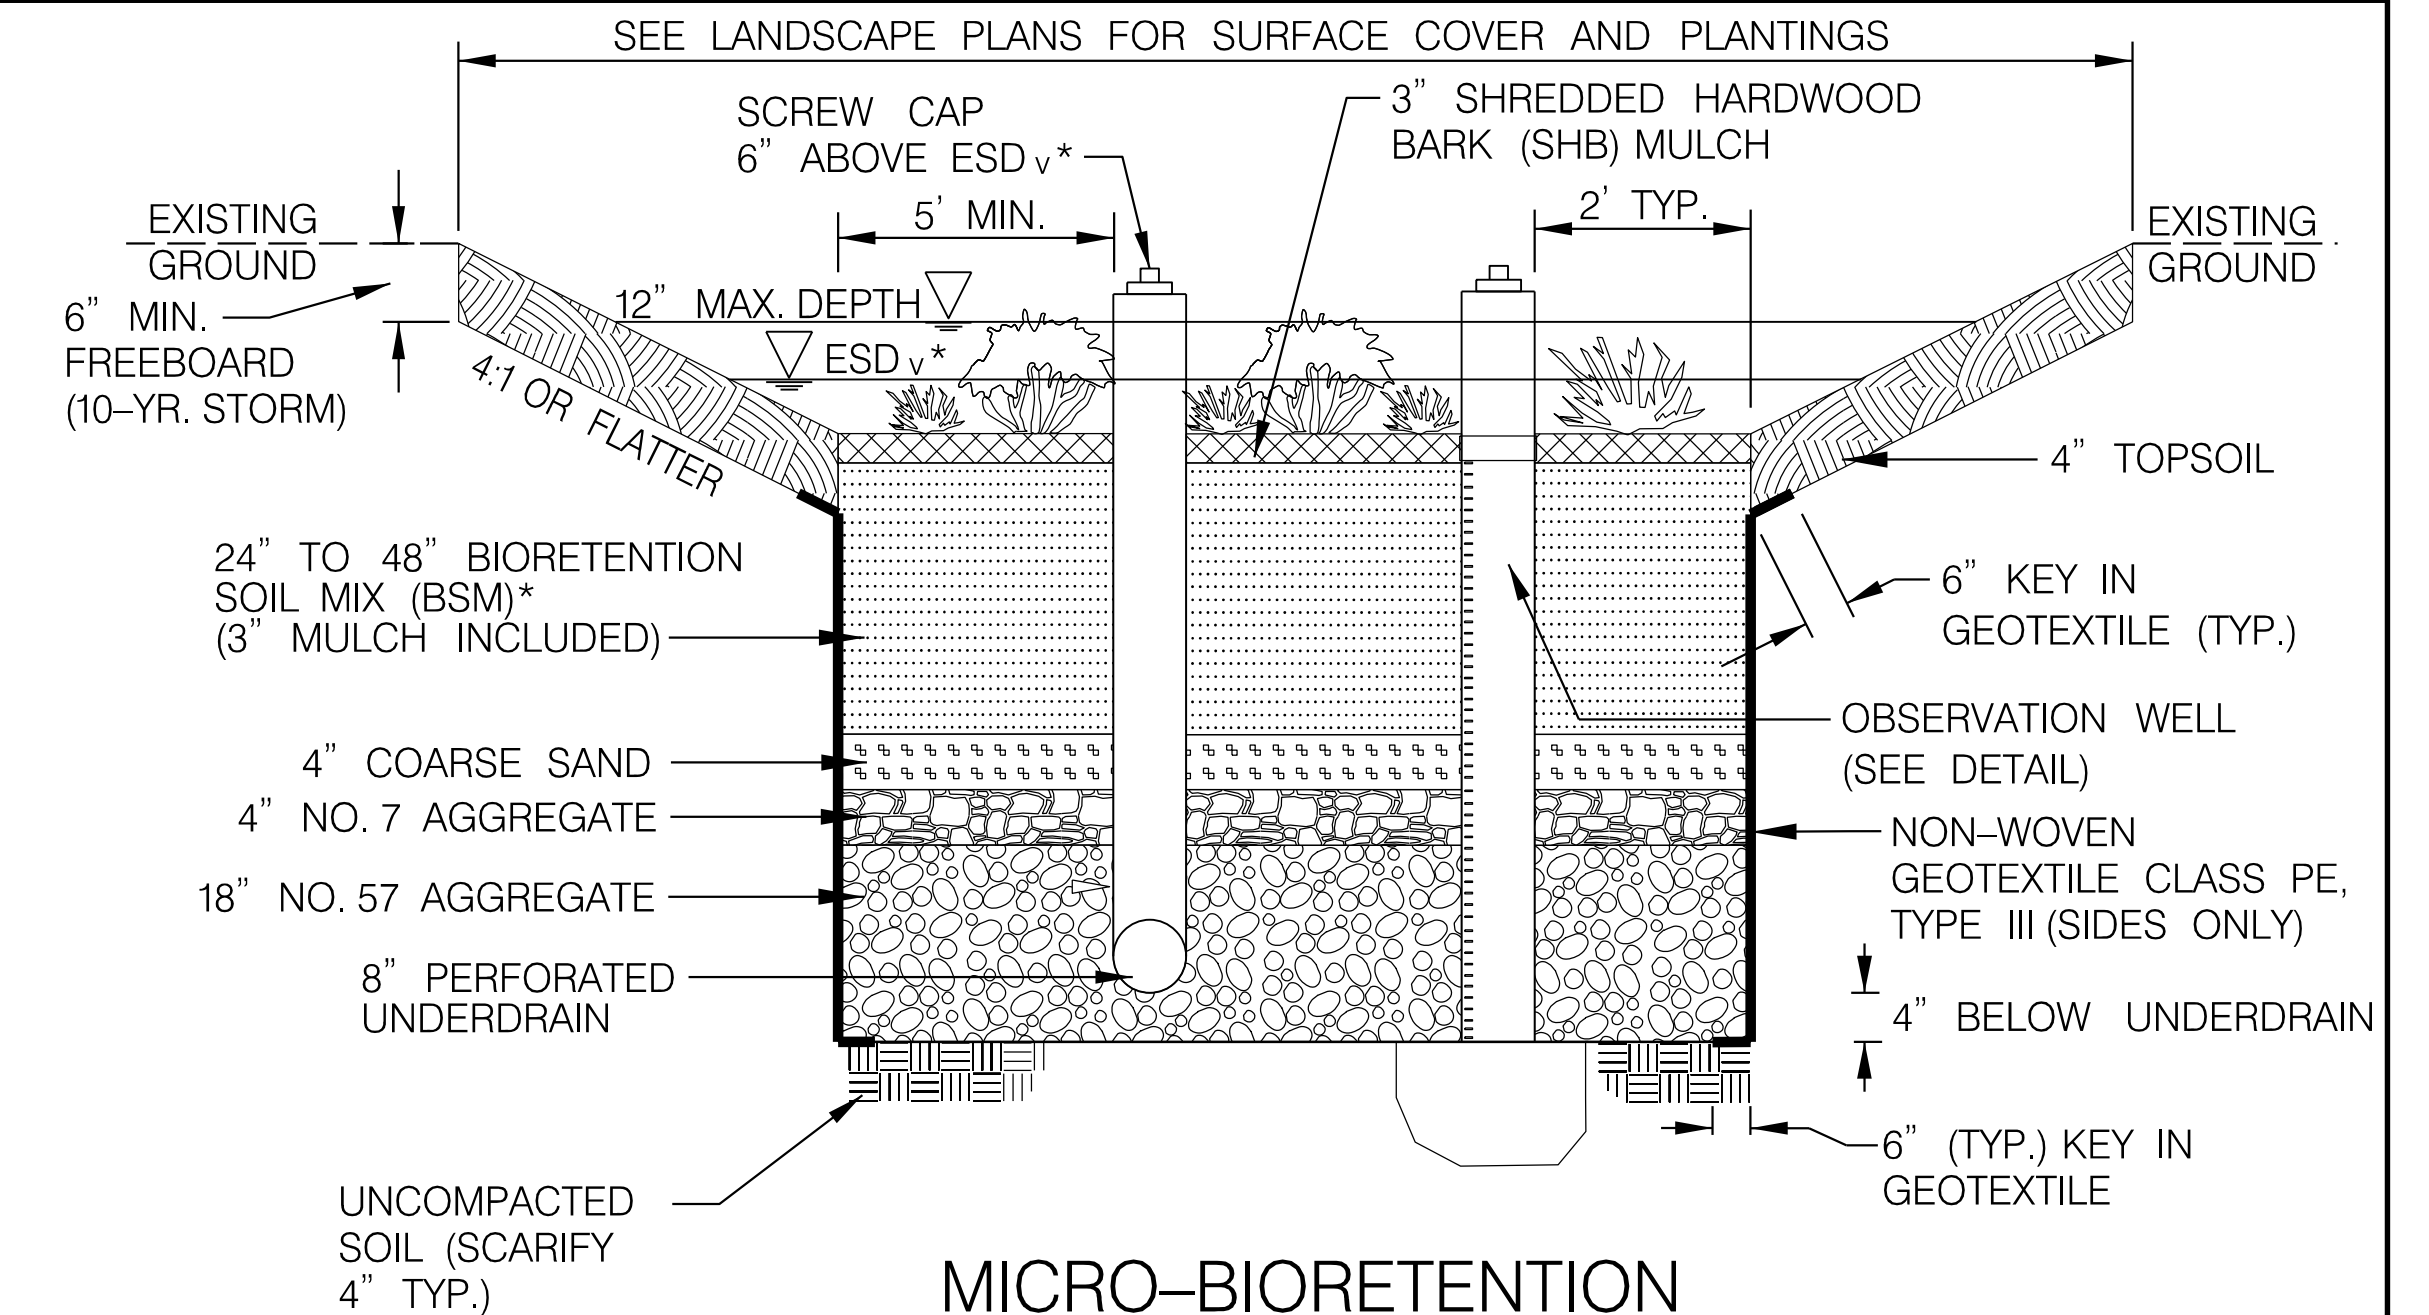 SEE LANDSCAPE PLANS FOR SURFACE COVER AND PLANTINGS
SCREW CAP
6” ABOVE ESD v*
3” SHREDDED HARDWOOD
BARK (SHB) MULCH
5’ MIN.
2’ TYP.
EXISTING
GROUND
EXISTING
GROUND
6” MIN.
FREEBOARD
(10–YR. STORM)
12” MAX. DEPTH
ESD v*
4:1 OR FLATTER
4” TOPSOIL
24” TO 48” BIORETENTION
SOIL MIX (BSM)*
(3” MULCH INCLUDED)
6” KEY IN
GEOTEXTILE (TYP.)
OBSERVATION WELL
(SEE DETAIL)
4” COARSE SAND
4” NO. 7 AGGREGATE
NON–WOVEN
GEOTEXTILE CLASS PE,
TYPE III (SIDES ONLY)
18” NO. 57 AGGREGATE
8” PERFORATED
UNDERDRAIN
4” BELOW UNDERDRAIN
6” (TYP.) KEY IN
GEOTEXTILE
UNCOMPACTED
SOIL (SCARIFY
4” TYP.)
MICRO–BIORETENTION